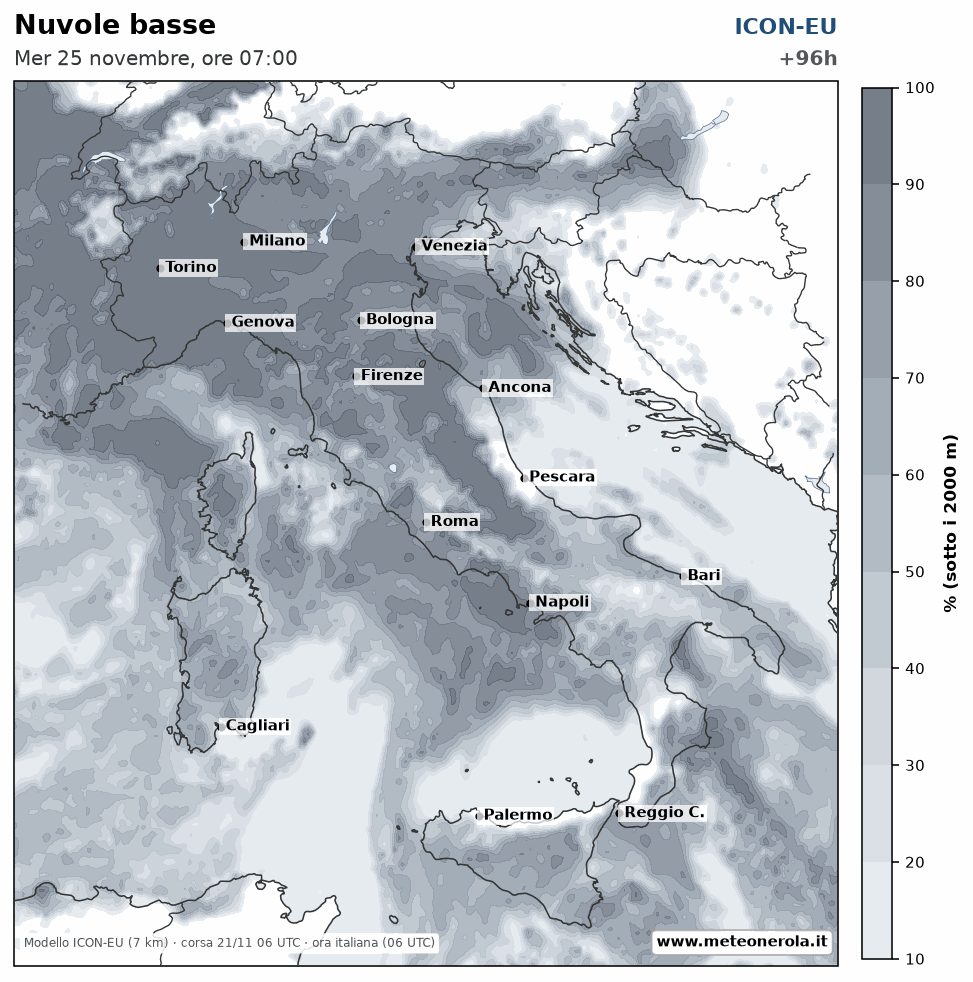 Nuvole basse
ICON-EU
Mer 25 novembre, ore 07:00
+96h
Milano
Venezia
Torino
Genova
Bologna
Firenze
Ancona
Pescara
Roma
Bari
Napoli
Cagliari
Palermo
Reggio C.
Modello ICON-EU (7 km) · corsa 21/11 06 UTC · ora italiana (06 UTC)
www.meteonerola.it
100
90
80
70
60
50
40
30
20
10
% (sotto i 2000 m)